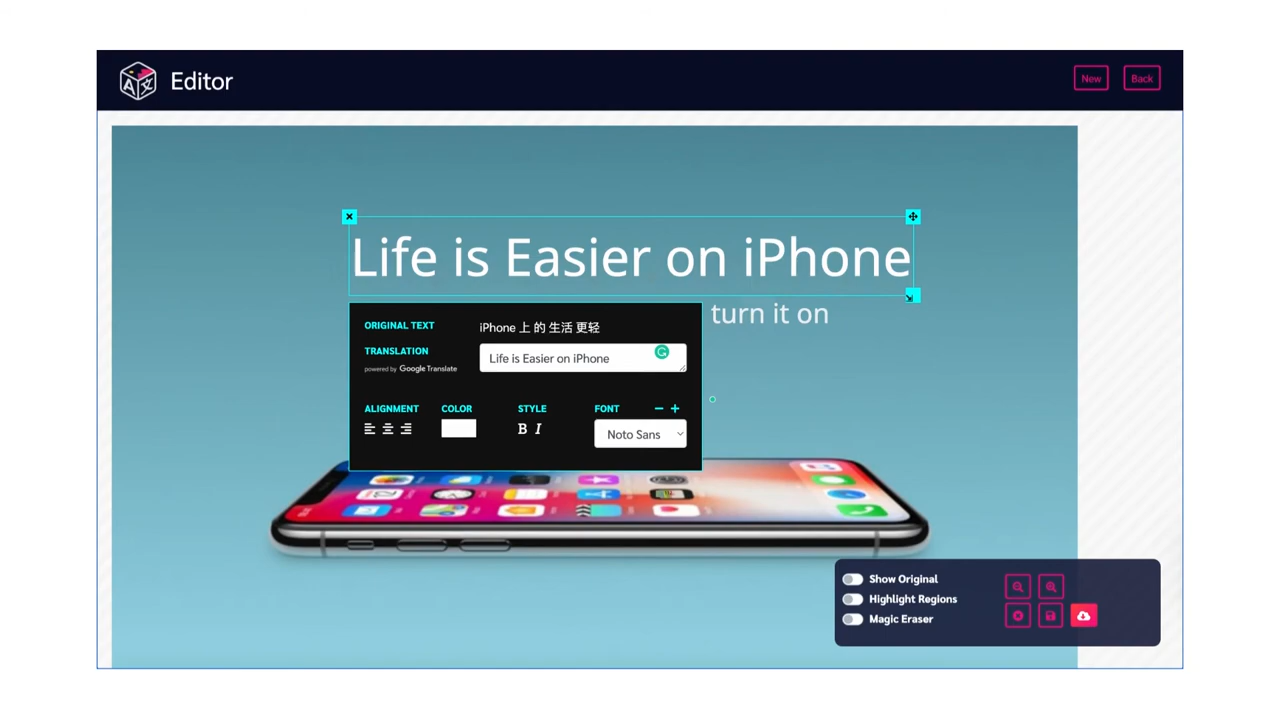 Editor
New
Back
Life is Easier on iPhone
turn it on
ORIGINAL TEXT
iPhone 上 的 生活 更轻
TRANSLATION
Life is Easier on iPhone
powered by Google Translate
ALIGNMENT
COLOR
STYLE
FONT
B I
Noto Sans
Show Original
Highlight Regions
Magic Eraser